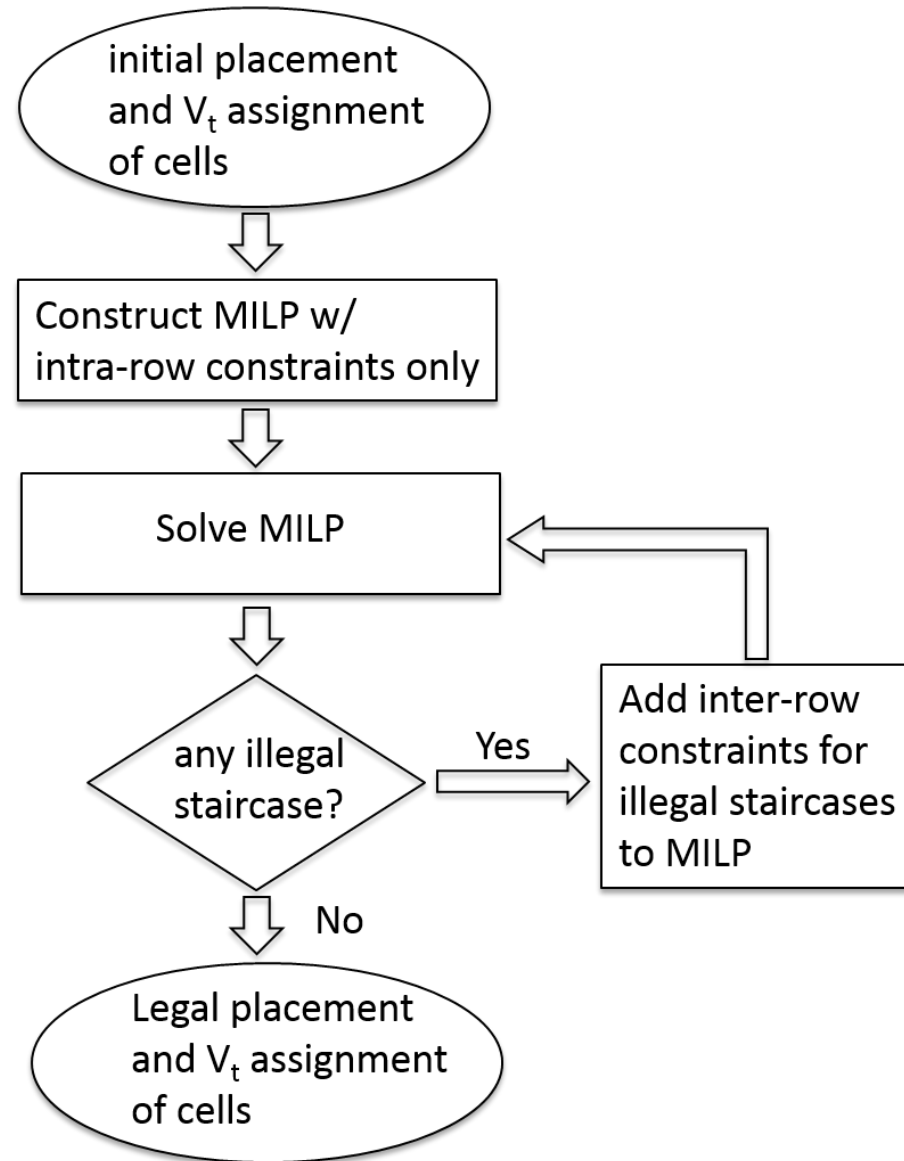 initial placement
and Vₜ assignment
of cells
Construct MILP w/
intra-row constraints only
Solve MILP
any illegal
staircase?
Yes
Add inter-row
constraints for
illegal staircases
to MILP
No
Legal placement
and Vₜ assignment
of cells